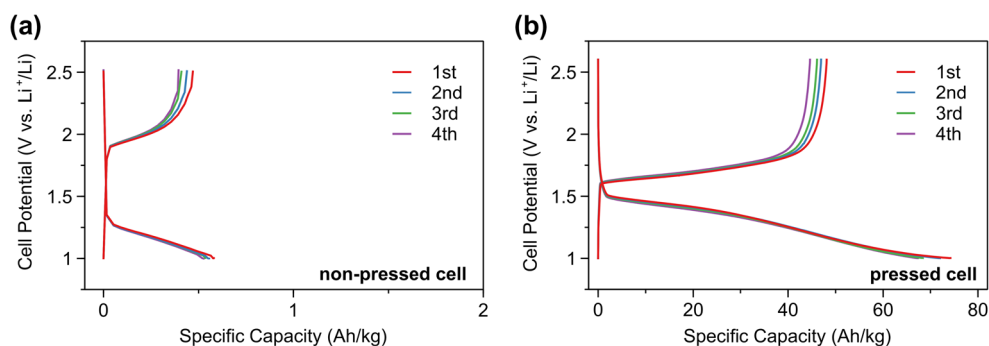 (a)
Cell Potential (V vs. Li⁺/Li)
2.5
2
1.5
1
1st
2nd
3rd
4th
non-pressed cell
0
1
2
Specific Capacity (Ah/kg)
(b)
Cell Potential (V vs. Li⁺/Li)
2.5
2
1.5
1
1st
2nd
3rd
4th
pressed cell
0
20
40
60
80
Specific Capacity (Ah/kg)